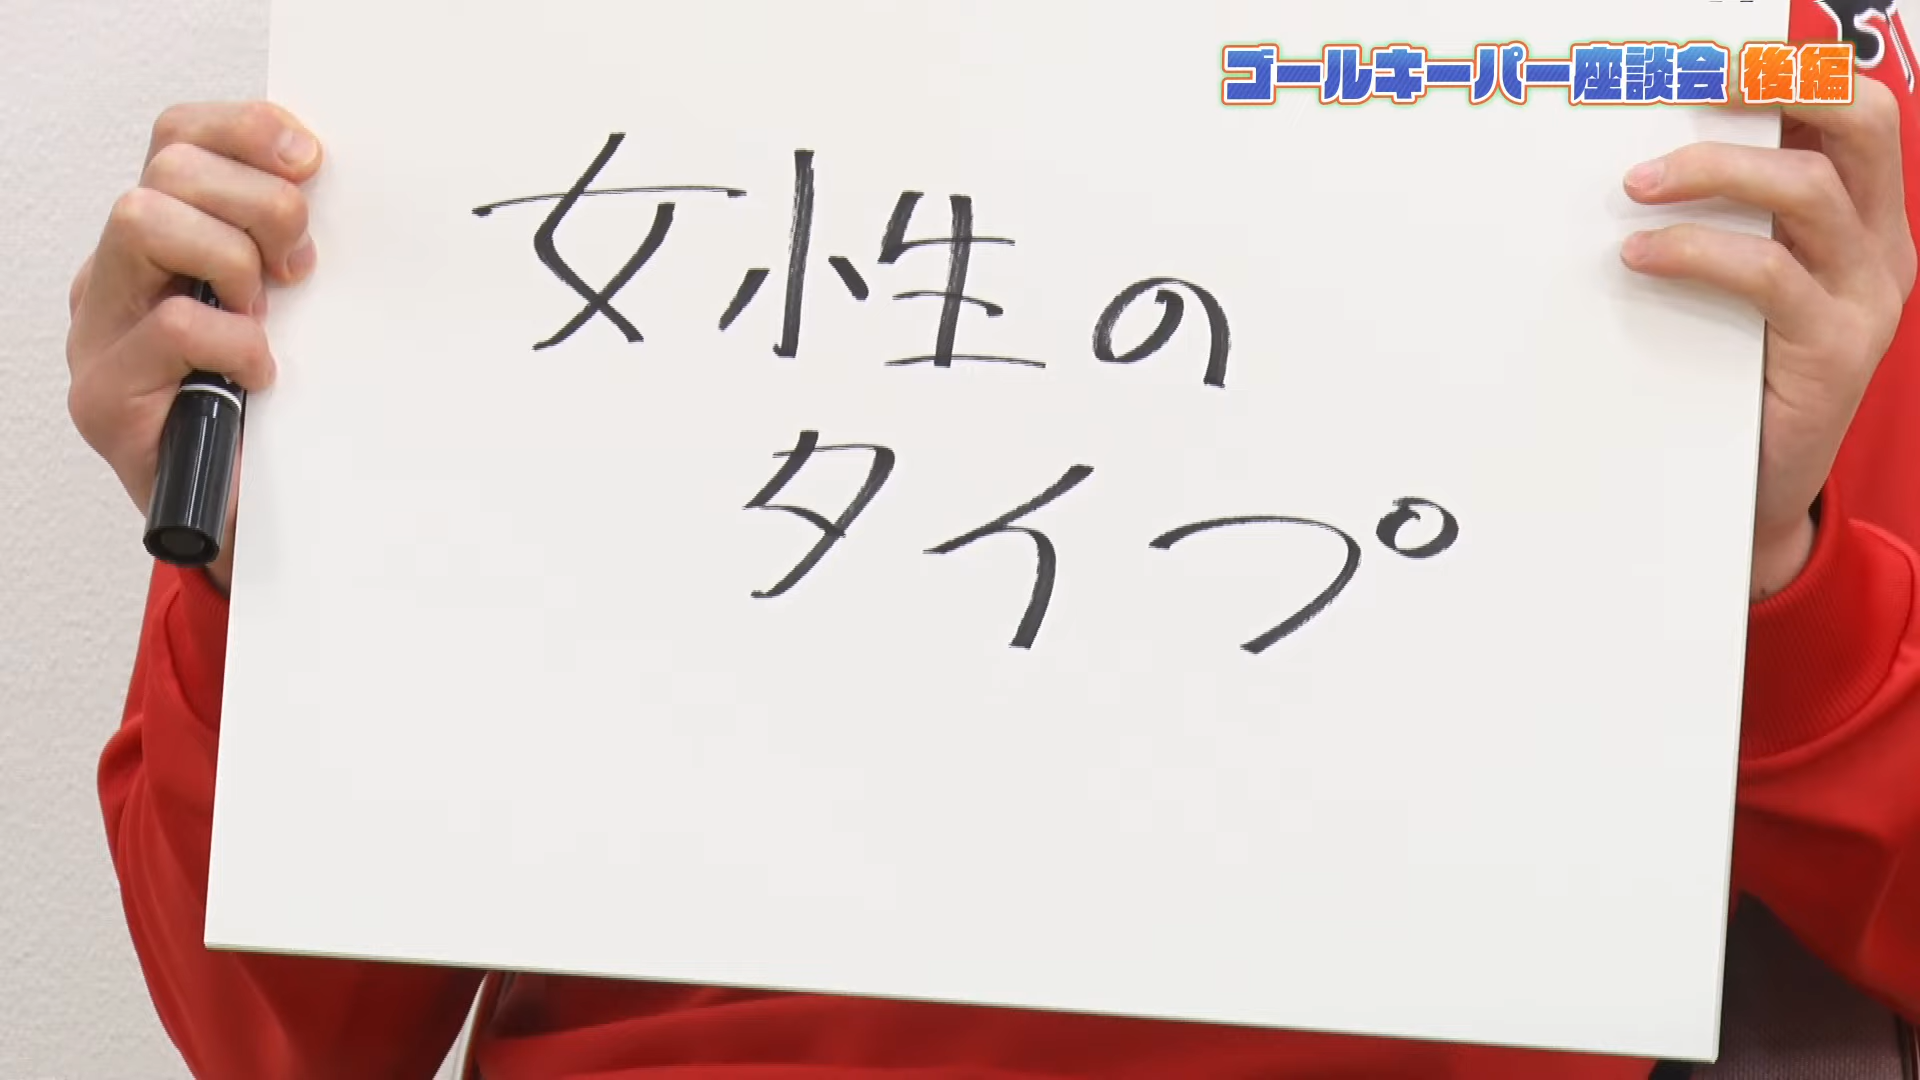 ゴールキーパー座談会 後編
女性の
タイプ